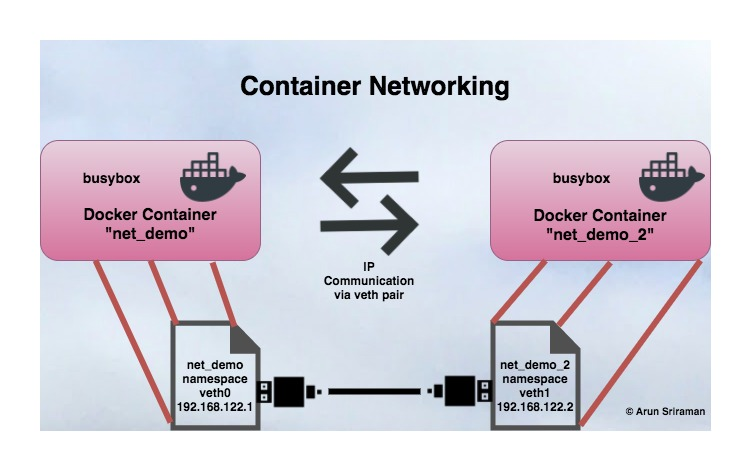 Container Networking
busybox
Docker Container
"net_demo"
IP
Communication
via veth pair
busybox
Docker Container
"net_demo_2"
net_demo
namespace
veth0
192.168.122.1
net_demo_2
namespace
veth1
192.168.122.2
© Arun Sriraman